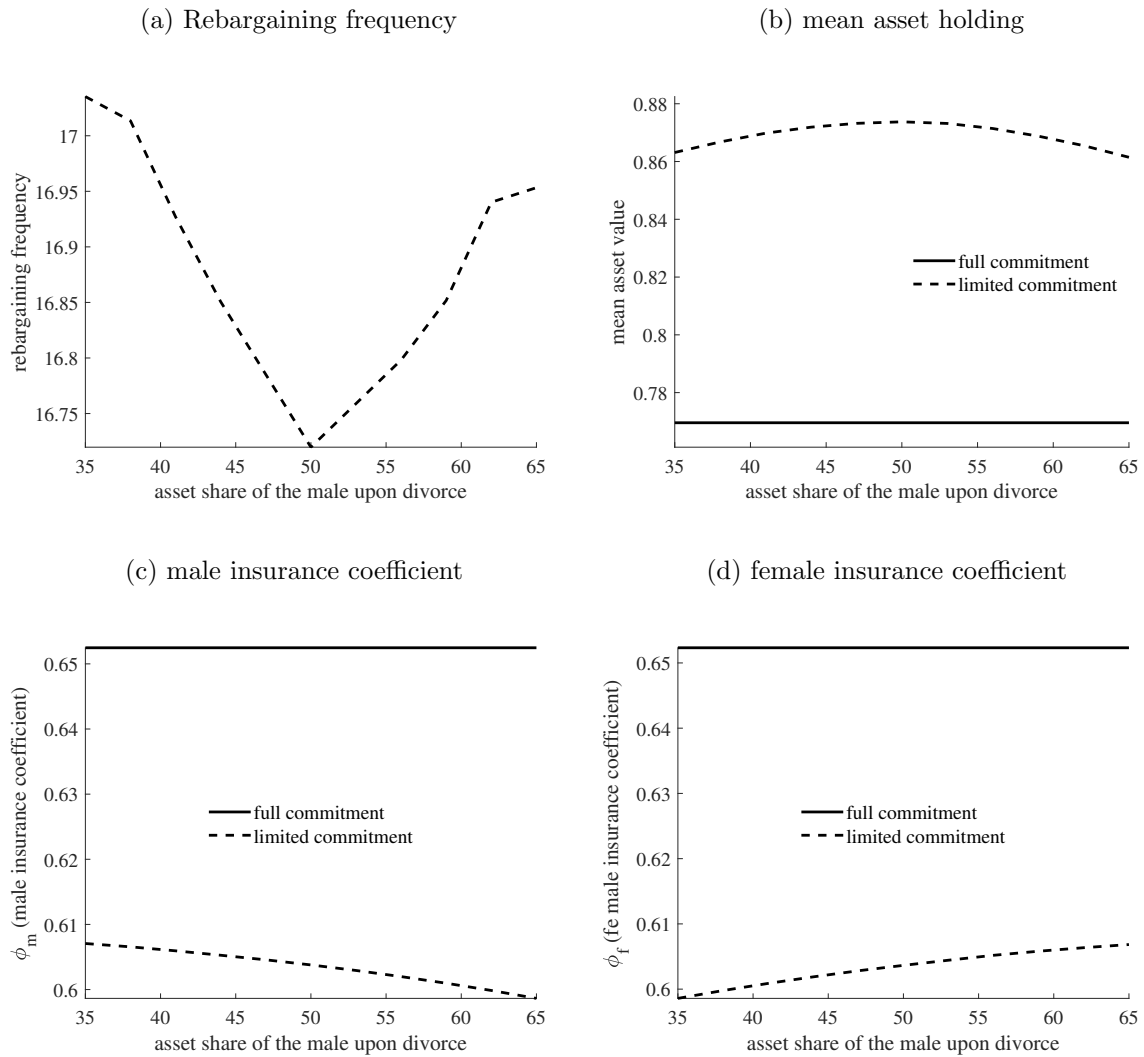 (a) Rebargaining frequency
17
16.95
16.9
16.85
16.8
16.75
rebargaining frequency
35 40 45 50 55 60 65
asset share of the male upon divorce
(b) mean asset holding
0.88
0.86
0.84
0.82
0.8
0.78
mean asset value
full commitment
limited commitment
35 40 45 50 55 60 65
asset share of the male upon divorce
(c) male insurance coefficient
0.65
0.64
0.63
0.62
0.61
0.6
ϕm (male insurance coefficient)
full commitment
limited commitment
35 40 45 50 55 60 65
asset share of the male upon divorce
(d) female insurance coefficient
0.65
0.64
0.63
0.62
0.61
0.6
ϕf (fe male insurance coefficient)
full commitment
limited commitment
35 40 45 50 55 60 65
asset share of the male upon divorce